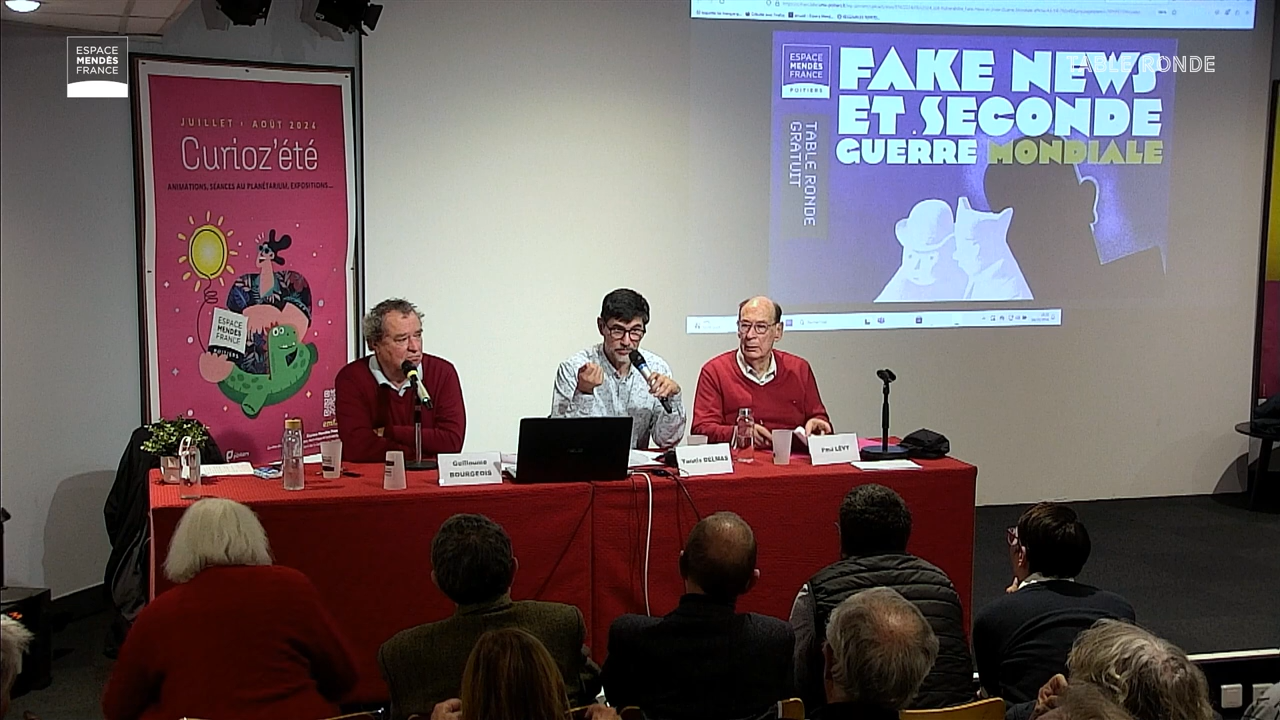 ESPACE
MENDÈS
FRANCE
JUILLET › AOÛT 2024
Curioz'été
ANIMATIONS, SÉANCES AU PLANÉTARIUM, EXPOSITIONS...
ESPACE
MENDÈS
FRANCE
POITIERS
ESPACE
MENDÈS
FRANCE
POITIERS
TABLE RONDE
FAKE NEWS
ET SECONDE
GUERRE MONDIALE
TABLE RONDE
GRATUIT
Guillaume
BOURGEOIS
Yannis DELMAS
Paul LÉVY